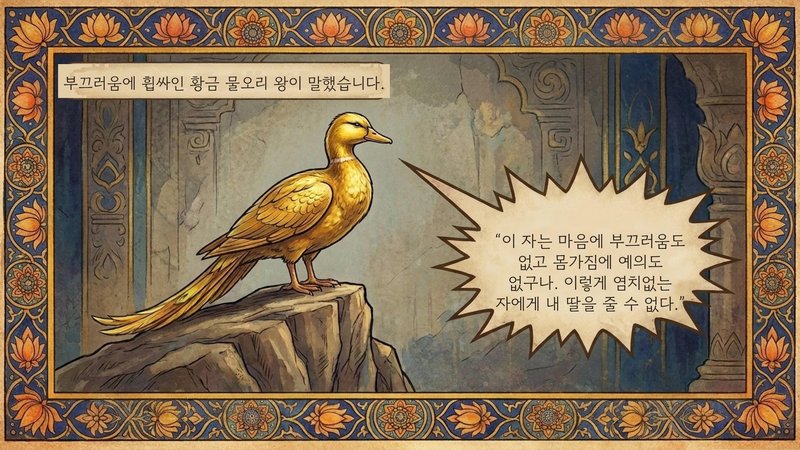 부끄러움에 휩싸인 황금 물오리 왕이 말했습니다.
“이 자는 마음에 부끄러움도
없고 몸가짐에 예의도
없구나. 이렇게 염치없는
자에게 내 딸을 줄 수 없다.”